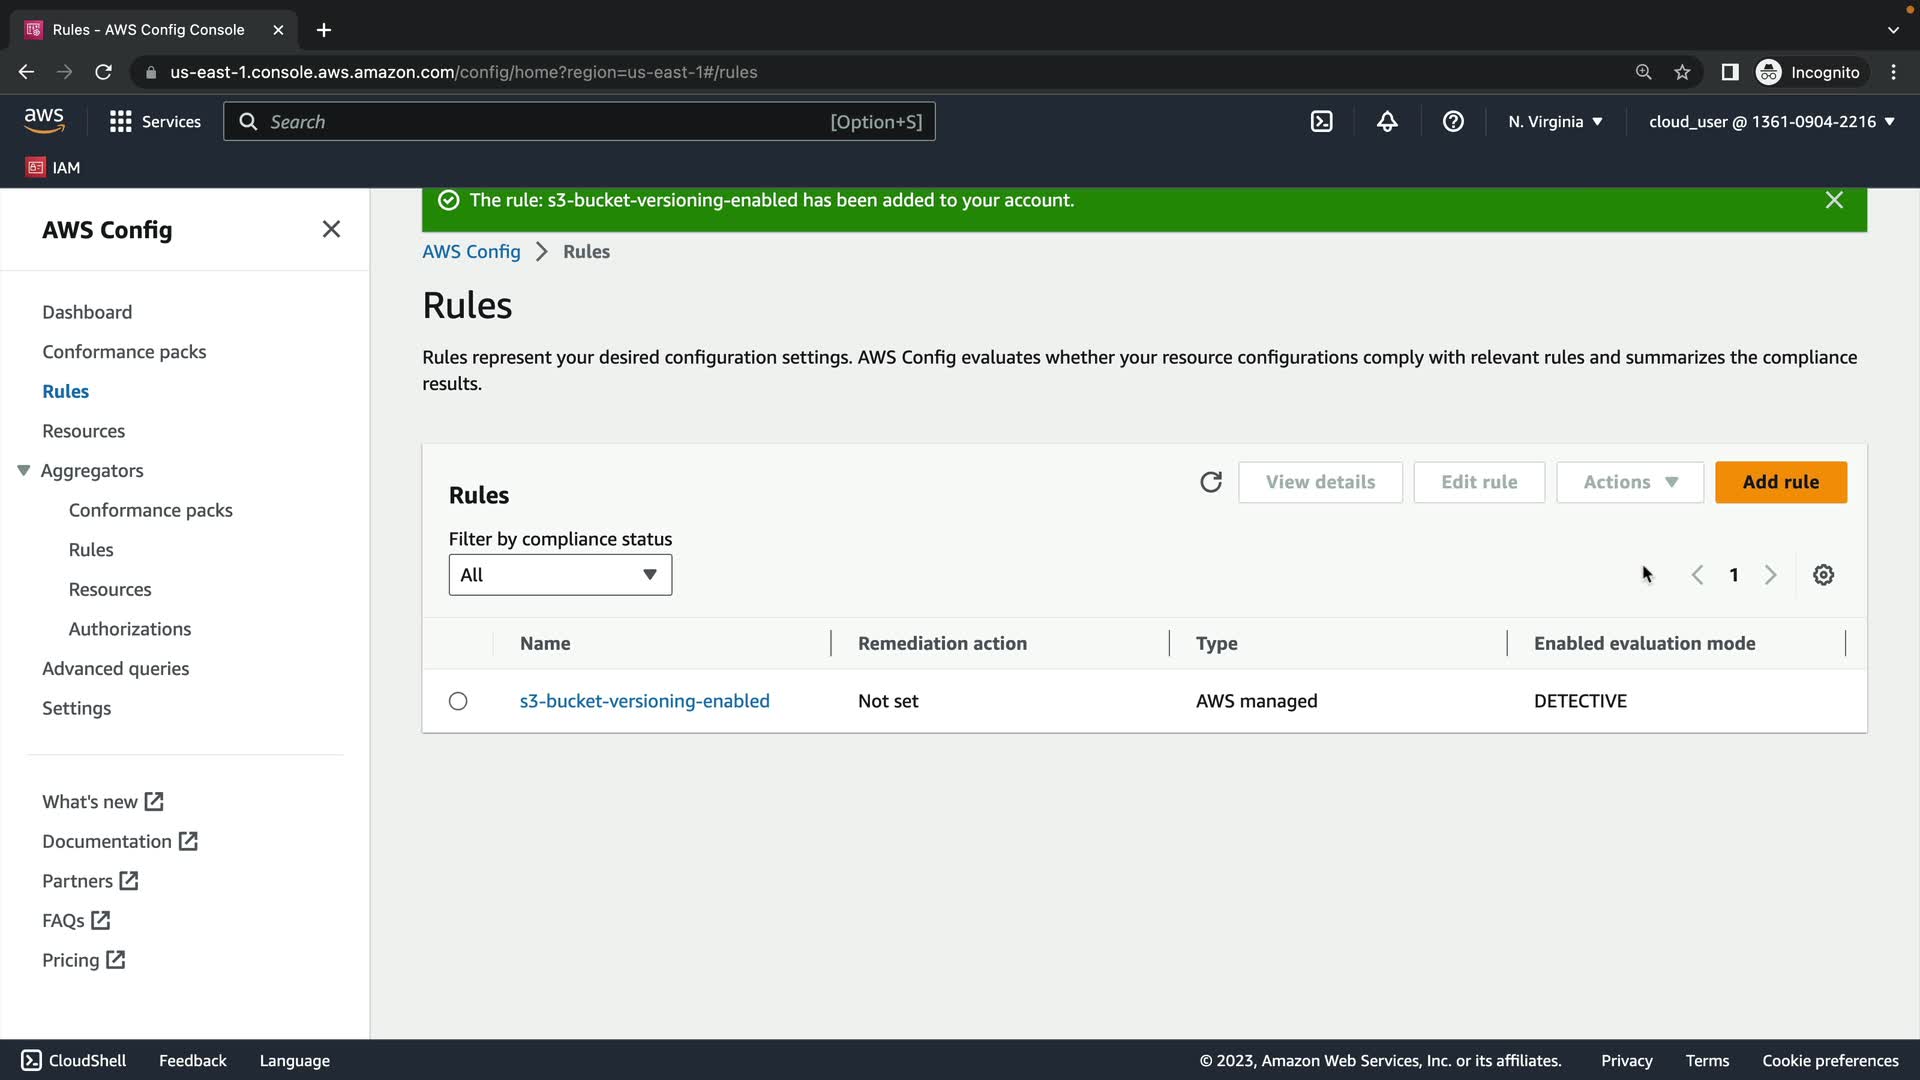 Rules - AWS Config Console
us-east-1.console.aws.amazon.com/config/home?region=us-east-1#/rules
Incognito
aws
Services
Search
[Option+S]
N. Virginia
cloud_user @ 1361-0904-2216
IAM
AWS Config
Dashboard
Conformance packs
Rules
Resources
Aggregators
Conformance packs
Rules
Resources
Authorizations
Advanced queries
Settings
What's new
Documentation
Partners
FAQs
Pricing
The rule: s3-bucket-versioning-enabled has been added to your account.
AWS Config > Rules
Rules
Rules represent your desired configuration settings. AWS Config evaluates whether your resource configurations comply with relevant rules and summarizes the compliance
results.
Rules
View details
Edit rule
Actions
Add rule
Filter by compliance status
All
1
Name
Remediation action
Type
Enabled evaluation mode
s3-bucket-versioning-enabled
Not set
AWS managed
DETECTIVE
CloudShell
Feedback
Language
© 2023, Amazon Web Services, Inc. or its affiliates.
Privacy
Terms
Cookie preferences